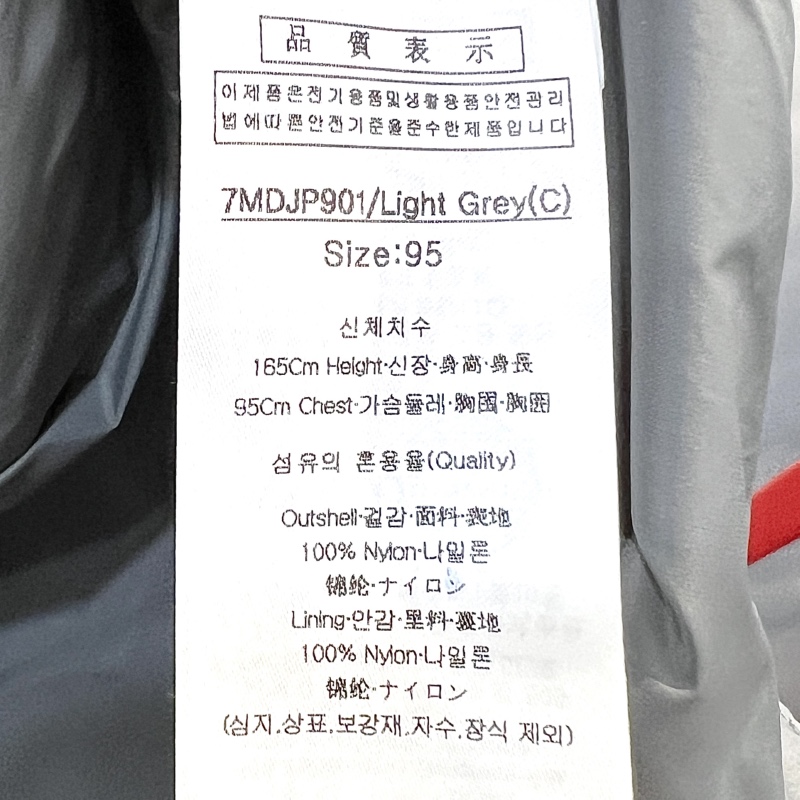 品質表示
이제품은전기용품및생활용품안전관리
법에따른안전기준을준수한제품입니다
7MDJP901/Light Grey(C)
Size:95
신체치수
165Cm Height·신장·身高·身長
95Cm Chest·가슴둘레·胸围·胸囲
섬유의 혼용율(Quality)
Outshell·겉감·面料·表地
100% Nylon·나일론
锦纶·ナイロン
Lining·안감·里料·裏地
100% Nylon·나일론
锦纶·ナイロン
(심지.상표.보강재.자수.장식 제외)